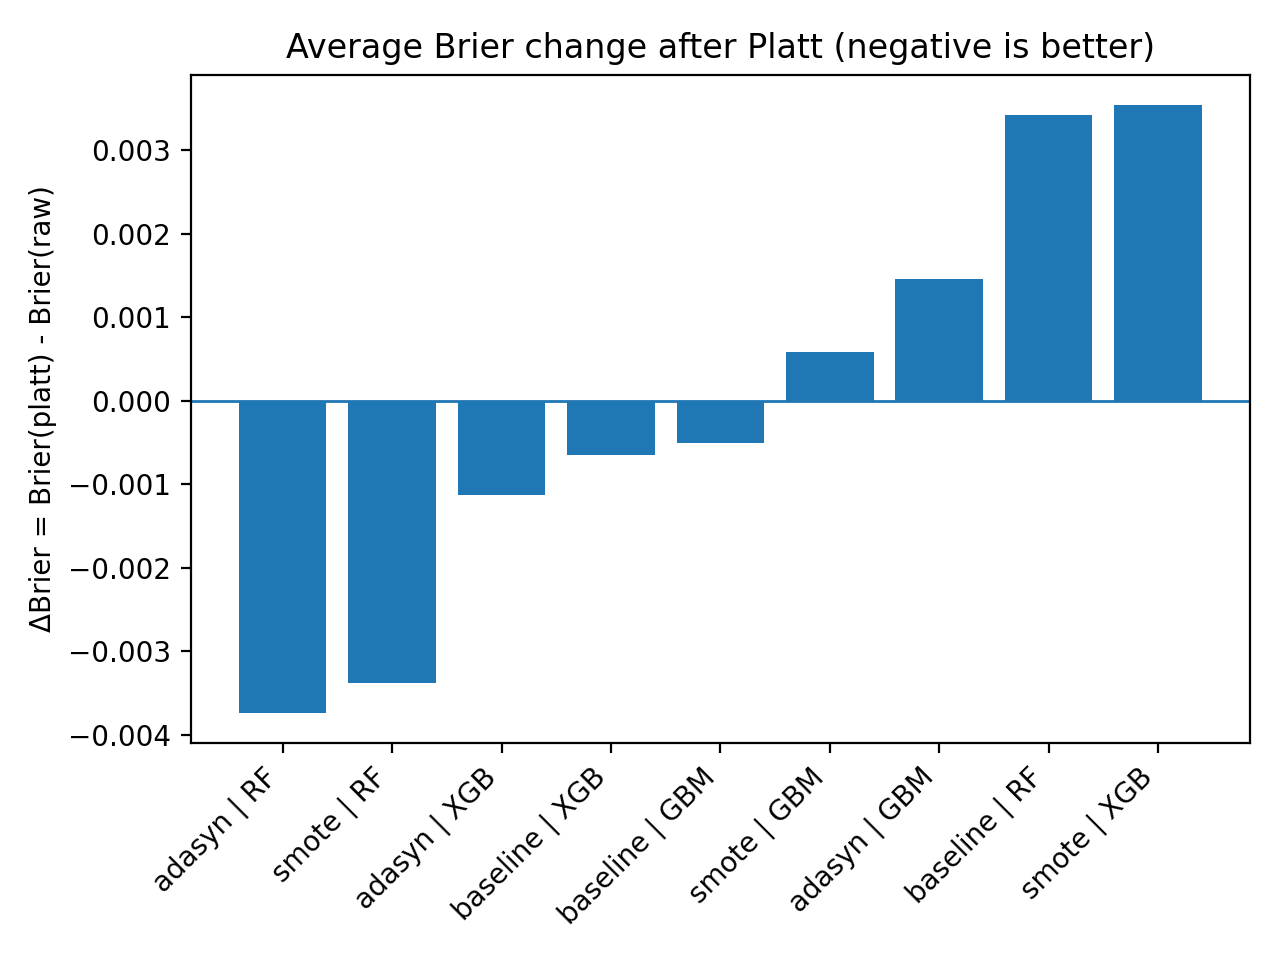 Average Brier change after Platt (negative is better)
ΔBrier = Brier(platt) - Brier(raw)
0.003
0.002
0.001
0.000
−0.001
−0.002
−0.003
−0.004
adasyn | RF
smote | RF
adasyn | XGB
baseline | XGB
baseline | GBM
smote | GBM
adasyn | GBM
baseline | RF
smote | XGB